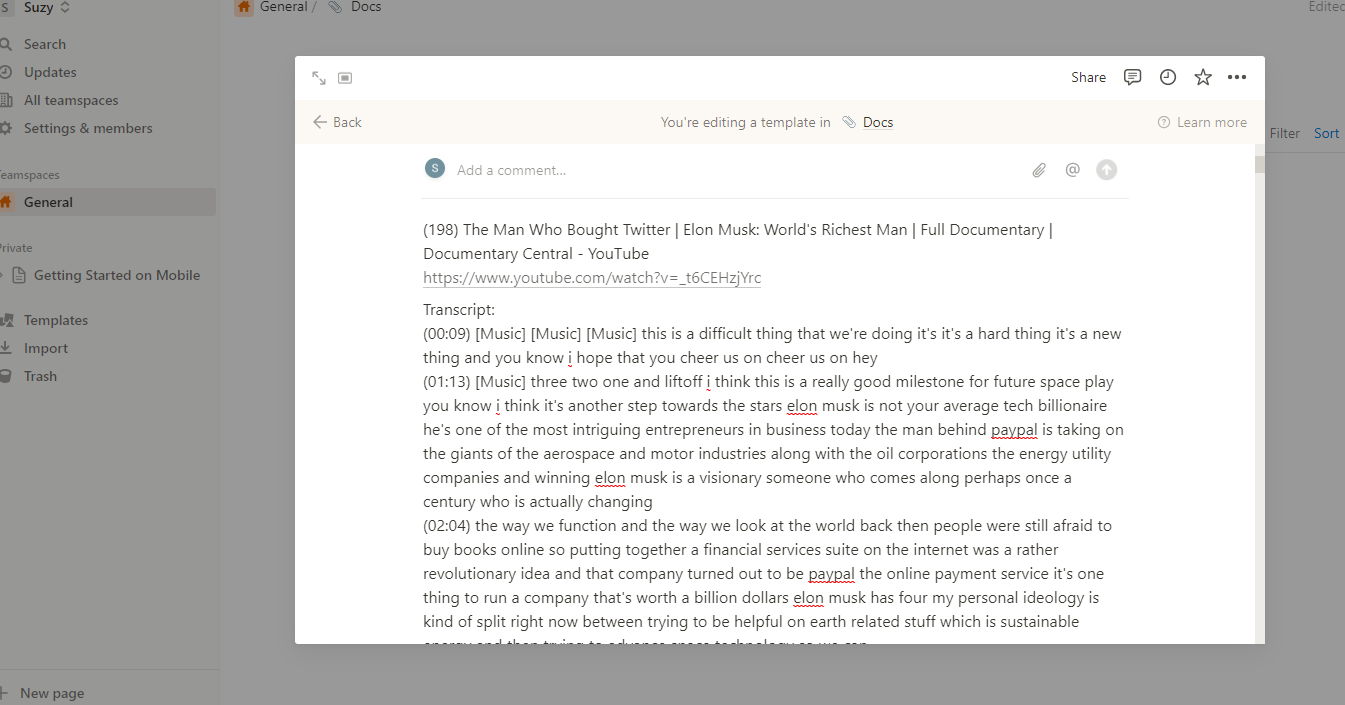 S Suzy
General / Docs
Edited
Search
Updates
All teamspaces
Settings & members
Teamspaces
General
Private
Getting Started on Mobile
Templates
Import
Trash
New page
Share
Back
You're editing a template in Docs
Learn more
Filter Sort
S Add a comment...
(198) The Man Who Bought Twitter | Elon Musk: World's Richest Man | Full Documentary |
Documentary Central - YouTube
https://www.youtube.com/watch?v=_t6CEHzjYrc
Transcript:
(00:09) [Music] [Music] [Music] this is a difficult thing that we're doing it's it's a hard thing it's a new
thing and you know i hope that you cheer us on cheer us on hey
(01:13) [Music] three two one and liftoff i think this is a really good milestone for future space play
you know i think it's another step towards the stars elon musk is not your average tech billionaire
he's one of the most intriguing entrepreneurs in business today the man behind paypal is taking on
the giants of the aerospace and motor industries along with the oil corporations the energy utility
companies and winning elon musk is a visionary someone who comes along perhaps once a
century who is actually changing
(02:04) the way we function and the way we look at the world back then people were still afraid to
buy books online so putting together a financial services suite on the internet was a rather
revolutionary idea and that company turned out to be paypal the online payment service it's one
thing to run a company that's worth a billion dollars elon musk has four my personal ideology is
kind of split right now between trying to be helpful on earth related stuff which is sustainable
energy and then trying to advance space technology so we can